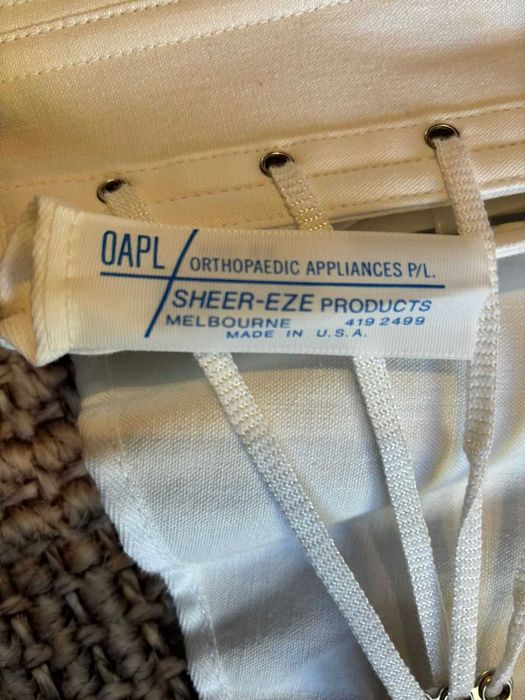 OAPL / ORTHOPAEDIC APPLIANCES P/L.
SHEER-EZE PRODUCTS
MELBOURNE 419 2499
MADE IN U.S.A.